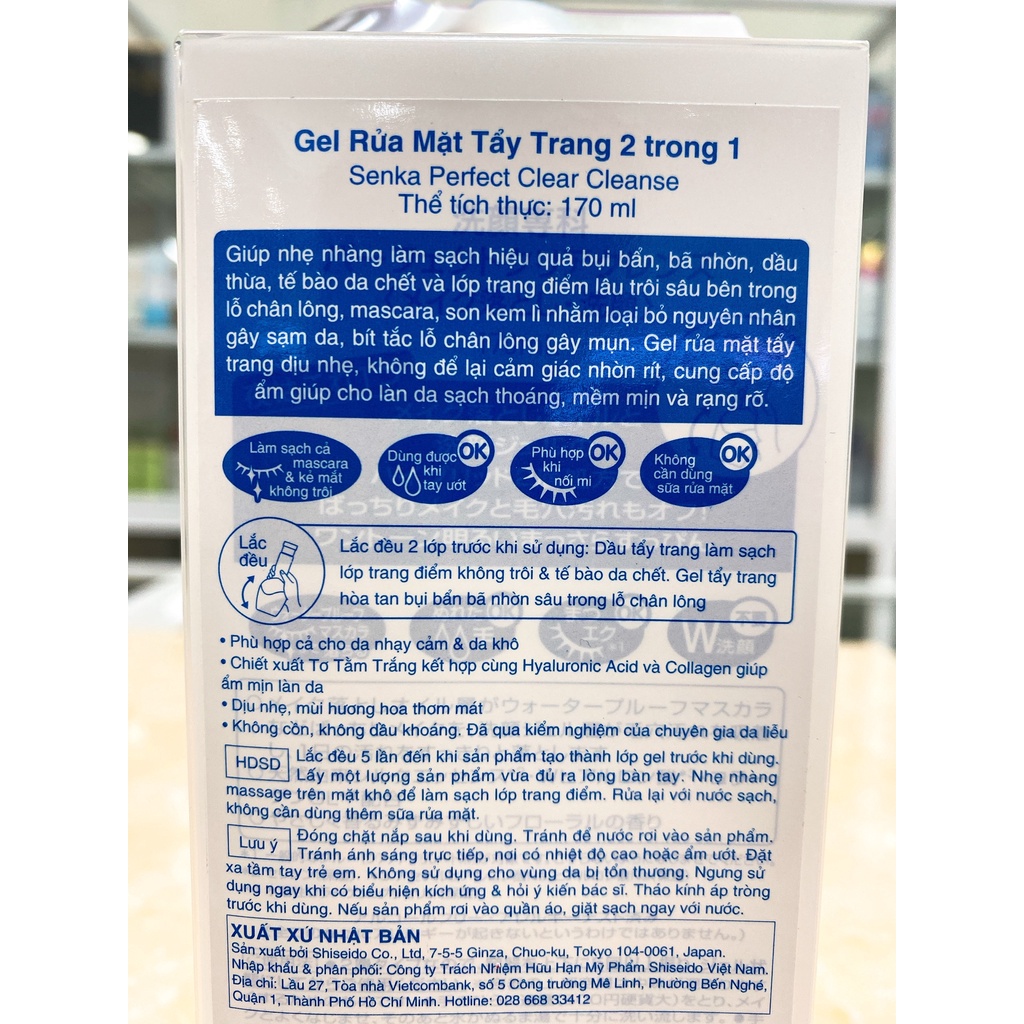 Gel Rửa Mặt Tẩy Trang 2 trong 1
Senka Perfect Clear Cleanse
Thể tích thực: 170 ml
Giúp nhẹ nhàng làm sạch hiệu quả bụi bẩn, bã nhờn, dầu
thừa, tế bào da chết và lớp trang điểm lâu trôi sâu bên trong
lỗ chân lông, mascara, son kem lì nhằm loại bỏ nguyên nhân
gây sạm da, bít tắc lỗ chân lông gây mụn. Gel rửa mặt tẩy
trang dịu nhẹ, không để lại cảm giác nhờn rít, cung cấp độ
ẩm giúp cho làn da sạch thoáng, mềm mịn và rạng rỡ.
Làm sạch cả
mascara
& kẻ mắt
không trôi
Dùng được
khi
tay ướt
OK
Phù hợp
khi
nối mi
OK
Không
cần dùng
sữa rửa mặt
OK
Lắc
đều
Lắc đều 2 lớp trước khi sử dụng: Dầu tẩy trang làm sạch
lớp trang điểm không trôi & tế bào da chết. Gel tẩy trang
hòa tan bụi bẩn bã nhờn sâu trong lỗ chân lông
• Phù hợp cả cho da nhạy cảm & da khô
• Chiết xuất Tơ Tằm Trắng kết hợp cùng Hyaluronic Acid và Collagen giúp
ẩm mịn làn da
• Dịu nhẹ, mùi hương hoa thơm mát
• Không cồn, không dầu khoáng. Đã qua kiểm nghiệm của chuyên gia da liễu
HDSD Lắc đều 5 lần đến khi sản phẩm tạo thành lớp gel trước khi dùng.
Lấy một lượng sản phẩm vừa đủ ra lòng bàn tay. Nhẹ nhàng
massage trên mặt khô để làm sạch lớp trang điểm. Rửa lại với nước sạch,
không cần dùng thêm sữa rửa mặt.
Lưu ý Đóng chặt nắp sau khi dùng. Tránh để nước rơi vào sản phẩm.
Tránh ánh sáng trực tiếp, nơi có nhiệt độ cao hoặc ẩm ướt. Đặt
xa tầm tay trẻ em. Không sử dụng cho vùng da bị tổn thương. Ngưng sử
dụng ngay khi có biểu hiện kích ứng & hỏi ý kiến bác sĩ. Tháo kính áp tròng
trước khi dùng. Nếu sản phẩm rơi vào quần áo, giặt sạch ngay với nước.
XUẤT XỨ NHẬT BẢN
Sản xuất bởi Shiseido Co., Ltd, 7-5-5 Ginza, Chuo-ku, Tokyo 104-0061, Japan.
Nhập khẩu & phân phối: Công ty Trách Nhiệm Hữu Hạn Mỹ Phẩm Shiseido Việt Nam.
Địa chỉ: Lầu 27, Tòa nhà Vietcombank, số 5 Công trường Mê Linh, Phường Bến Nghé,
Quận 1, Thành Phố Hồ Chí Minh. Hotline: 028 668 33412